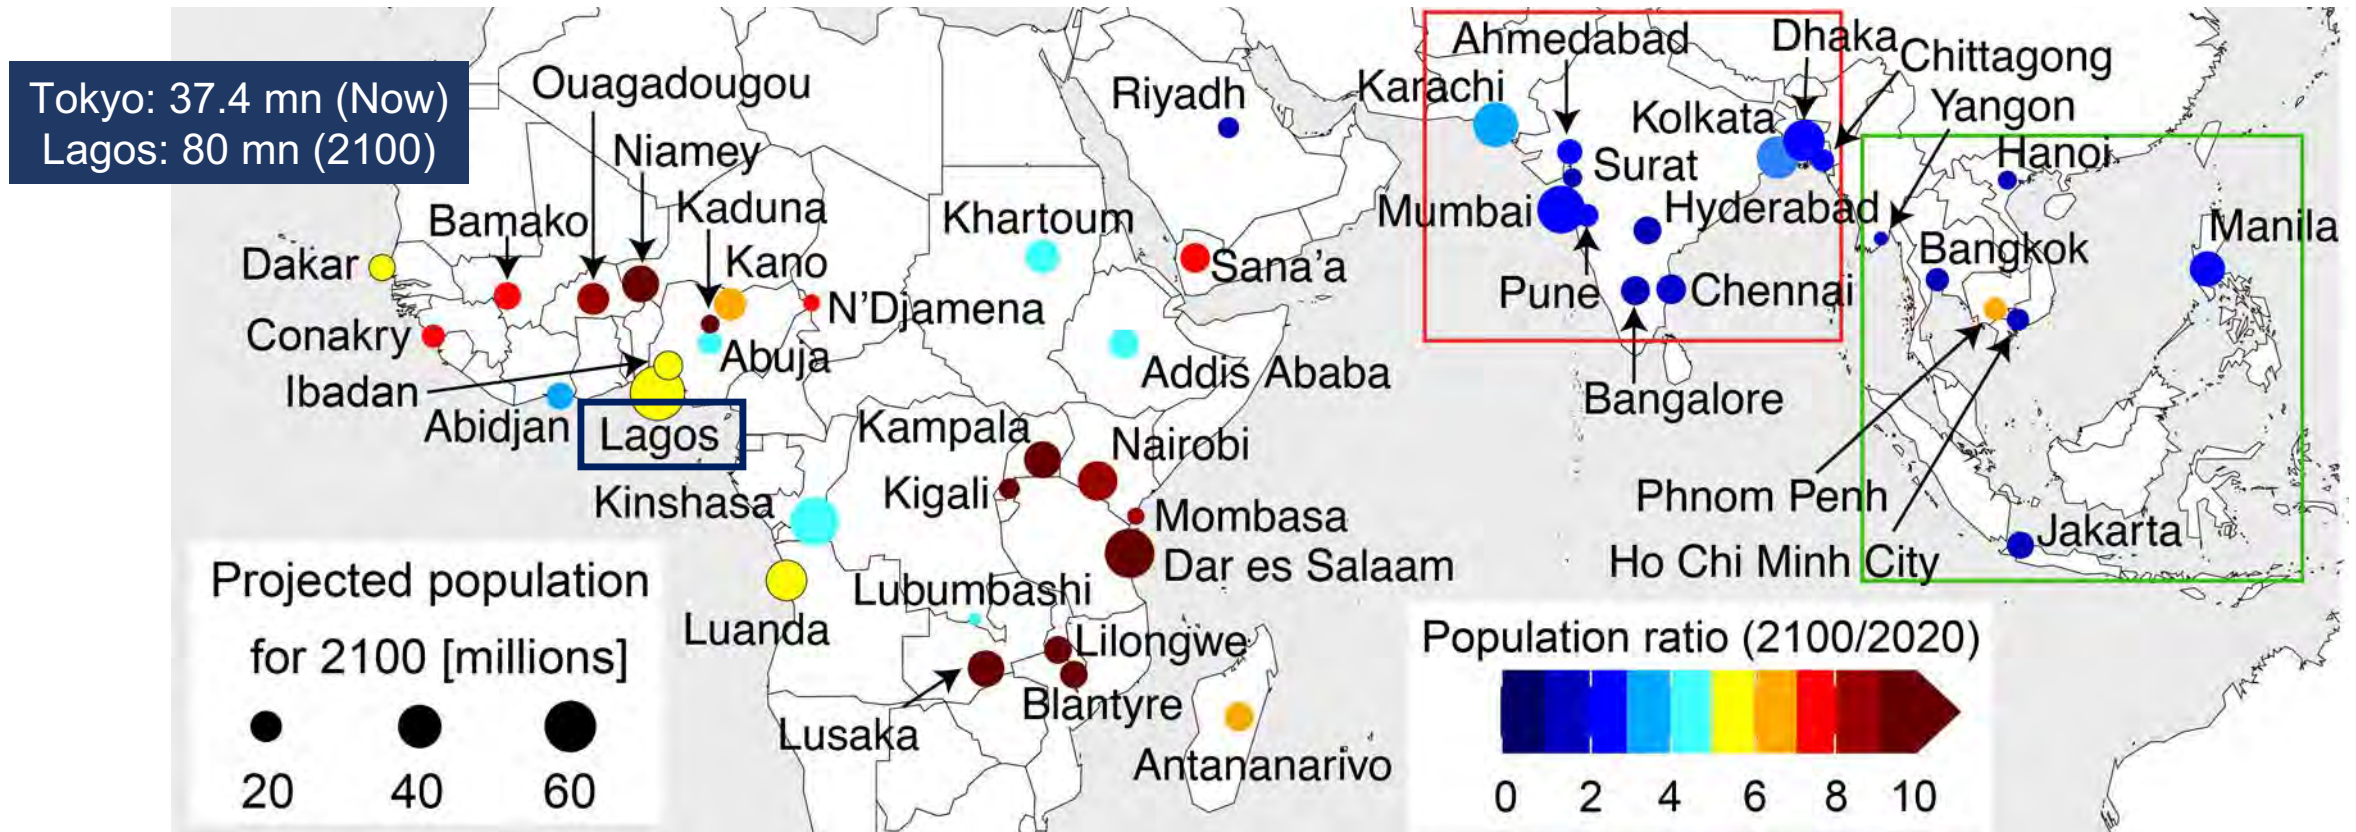 Tokyo: 37.4 mn (Now)
Lagos: 80 mn (2100)
Ouagadougou
Niamey
Bamako
Kaduna
Kano
Dakar
N'Djamena
Conakry
Abuja
Ibadan
Abidjan
Lagos
Khartoum
Riyadh
Sana'a
Addis Ababa
Kampala
Nairobi
Kinshasa
Kigali
Mombasa
Dar es Salaam
Luanda
Lubumbashi
Lilongwe
Blantyre
Lusaka
Antananarivo
Ahmedabad
Dhaka
Chittagong
Karachi
Kolkata
Yangon
Surat
Hanoi
Mumbai
Hyderabad
Bangkok
Manila
Pune
Chennai
Bangalore
Phnom Penh
Ho Chi Minh City
Jakarta
Projected population
for 2100 [millions]
20 40 60
Population ratio (2100/2020)
0 2 4 6 8 10